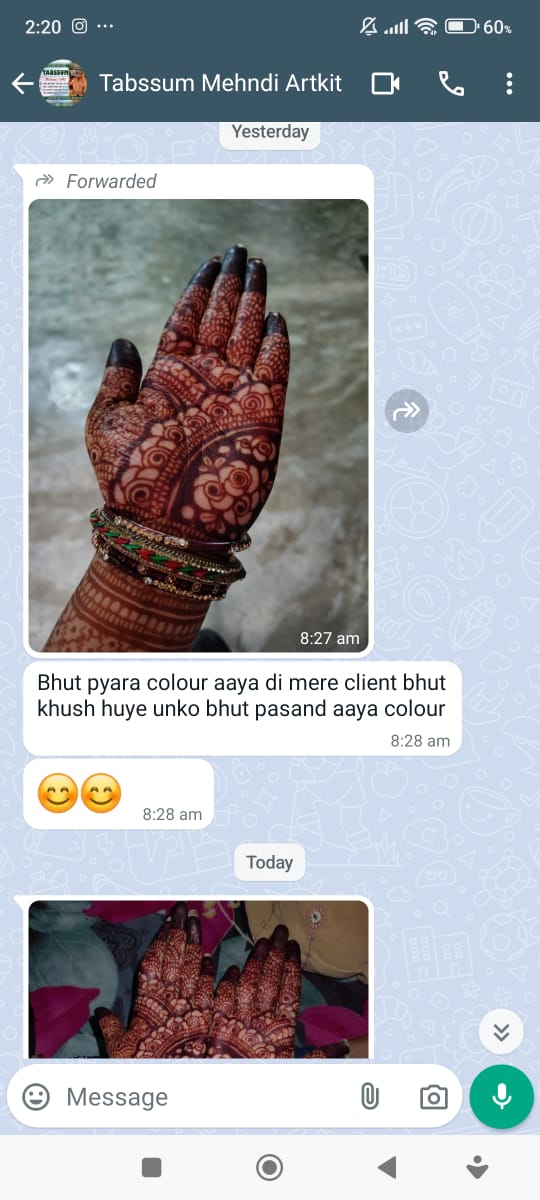 2:20
60%
Tabssum Mehndi Artkit
Yesterday
Forwarded
8:27 am
Bhut pyara colour aaya di mere client bhut
khush huye unko bhut pasand aaya colour
8:28 am
😊😊
8:28 am
Today
Message